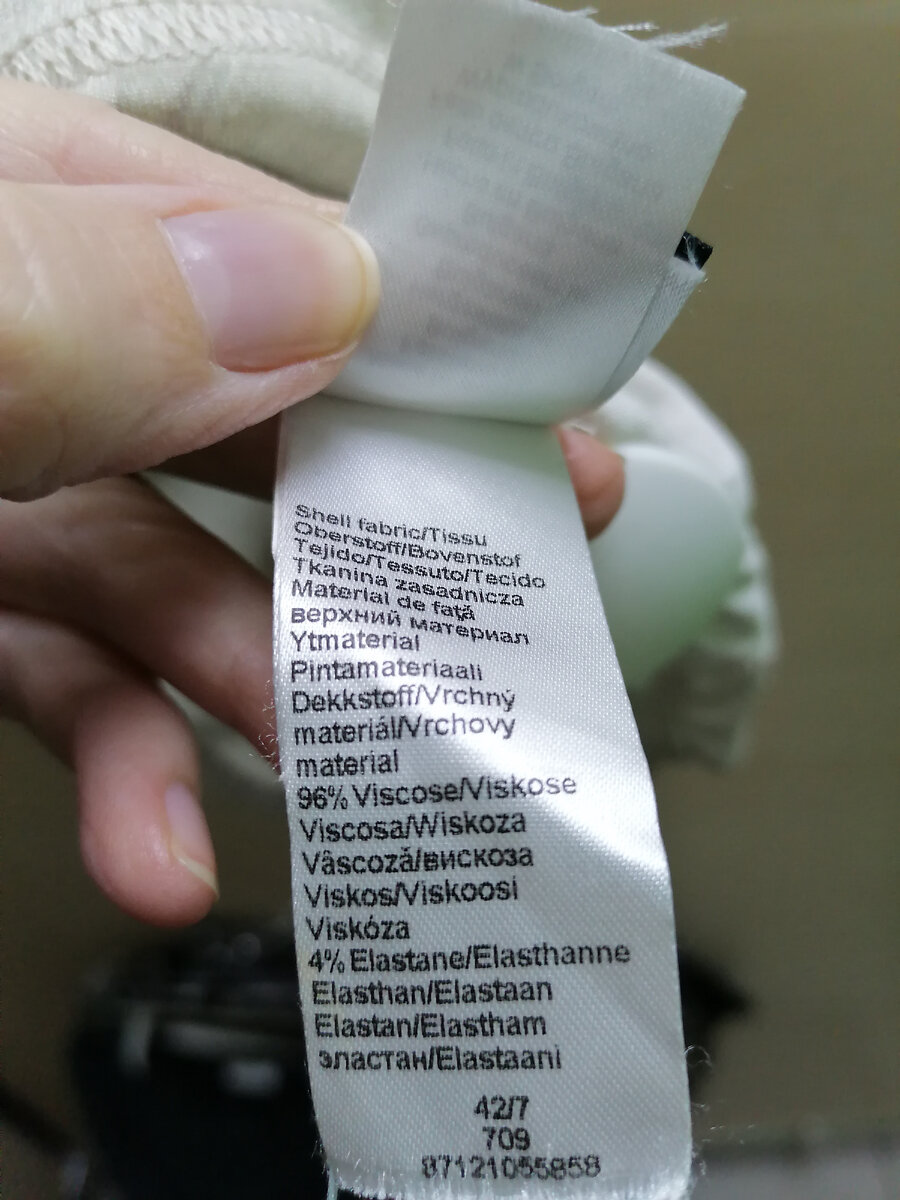 Shell fabric/Tissu
Oberstoff/Bovenstof
Tejido/Tessuto/Tecido
Tkanina zasadnicza
Material de faţă
верхний материал
Ytmaterial
Pintamateriaali
Dekkstoff/Vrchný
materiál/Vrchovy
material
96% Viscose/Viskose
Viscosa/Wiskoza
Vâscoză/вискоза
Viskos/Viskoosi
Viskóza
4% Elastane/Elasthanne
Elasthan/Elastaan
Elastan/Elastham
эластан/Elastaani
42/7
709
87121055858